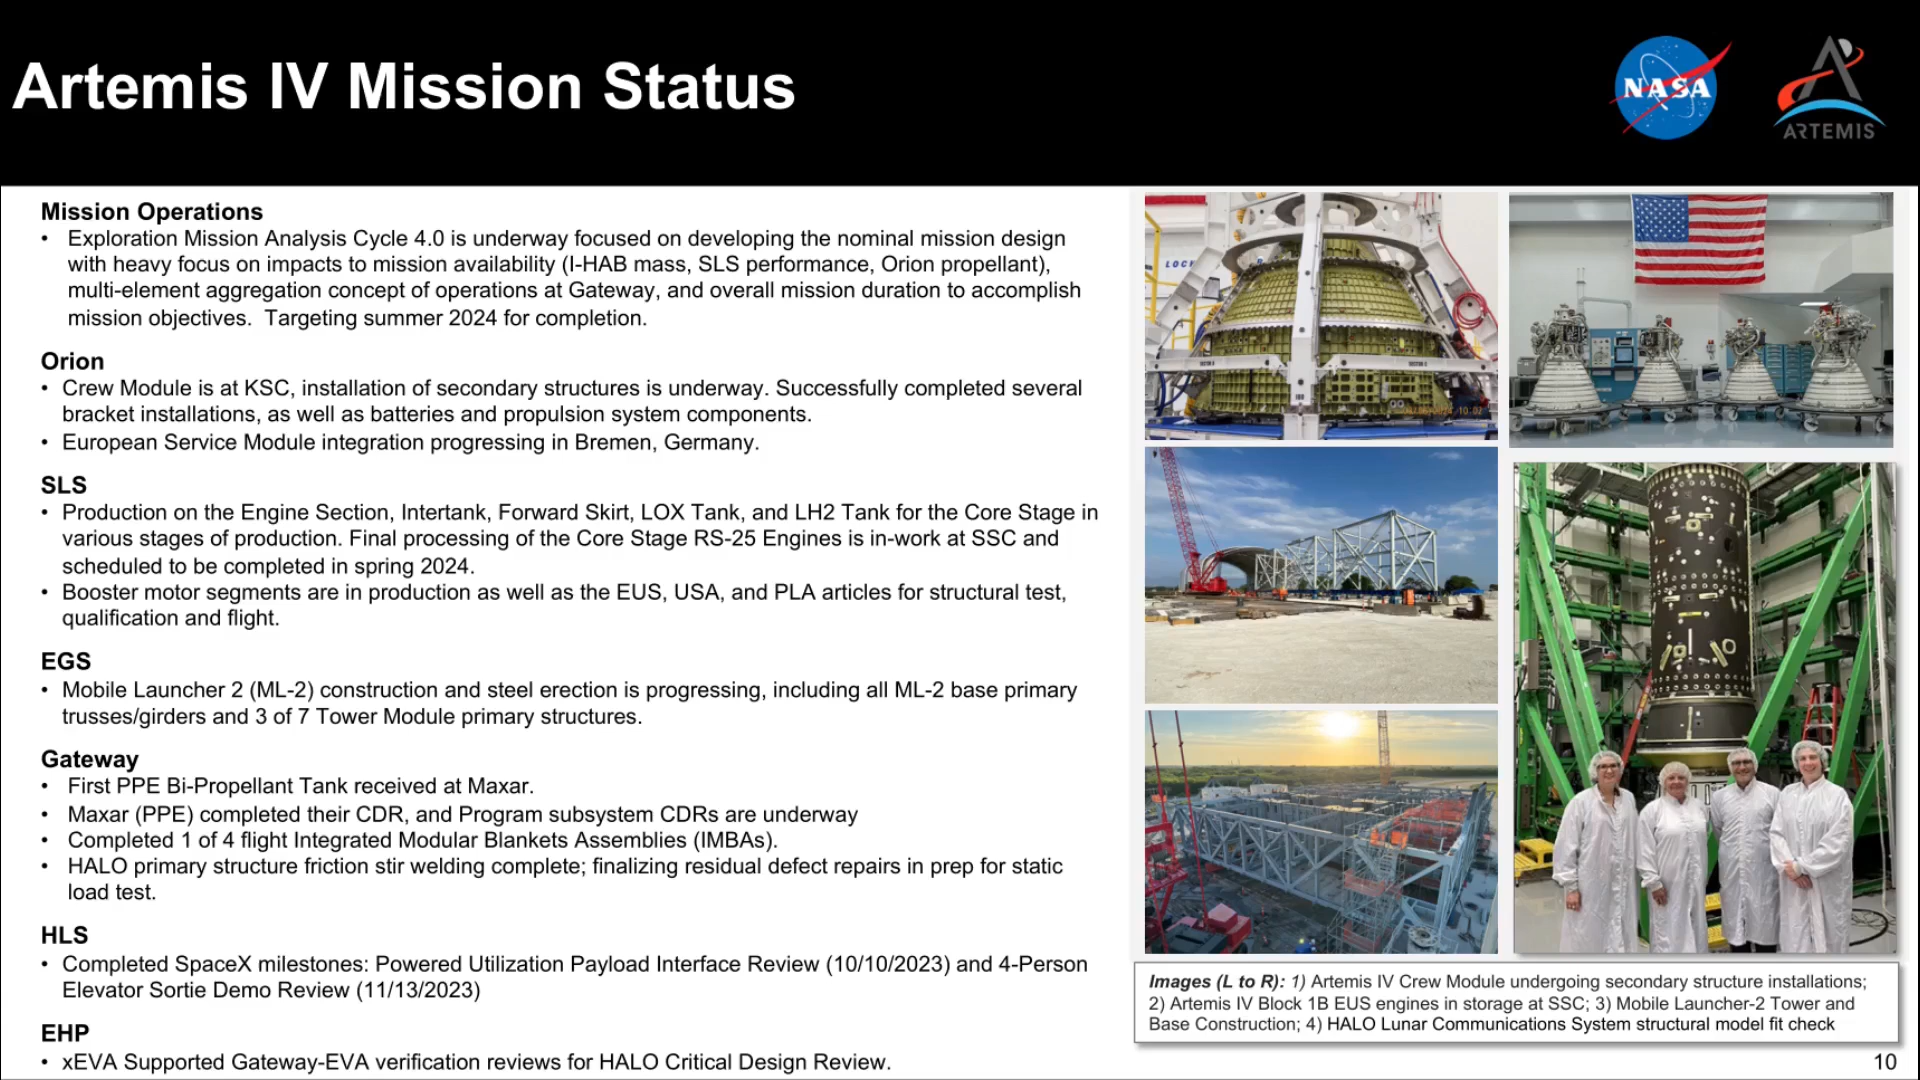 Artemis IV Mission Status
NASA
ARTEMIS
Mission Operations
• Exploration Mission Analysis Cycle 4.0 is underway focused on developing the nominal mission design
with heavy focus on impacts to mission availability (I-HAB mass, SLS performance, Orion propellant),
multi-element aggregation concept of operations at Gateway, and overall mission duration to accomplish
mission objectives.  Targeting summer 2024 for completion.
Orion
• Crew Module is at KSC, installation of secondary structures is underway. Successfully completed several
bracket installations, as well as batteries and propulsion system components.
• European Service Module integration progressing in Bremen, Germany.
SLS
• Production on the Engine Section, Intertank, Forward Skirt, LOX Tank, and LH2 Tank for the Core Stage in
various stages of production. Final processing of the Core Stage RS-25 Engines is in-work at SSC and
scheduled to be completed in spring 2024.
• Booster motor segments are in production as well as the EUS, USA, and PLA articles for structural test,
qualification and flight.
EGS
• Mobile Launcher 2 (ML-2) construction and steel erection is progressing, including all ML-2 base primary
trusses/girders and 3 of 7 Tower Module primary structures.
Gateway
• First PPE Bi-Propellant Tank received at Maxar.
• Maxar (PPE) completed their CDR, and Program subsystem CDRs are underway
• Completed 1 of 4 flight Integrated Modular Blankets Assemblies (IMBAs).
• HALO primary structure friction stir welding complete; finalizing residual defect repairs in prep for static
load test.
HLS
• Completed SpaceX milestones: Powered Utilization Payload Interface Review (10/10/2023) and 4-Person
Elevator Sortie Demo Review (11/13/2023)
EHP
• xEVA Supported Gateway-EVA verification reviews for HALO Critical Design Review.
LOCK
Images (L to R): 1) Artemis IV Crew Module undergoing secondary structure installations;
2) Artemis IV Block 1B EUS engines in storage at SSC; 3) Mobile Launcher-2 Tower and
Base Construction; 4) HALO Lunar Communications System structural model fit check
10